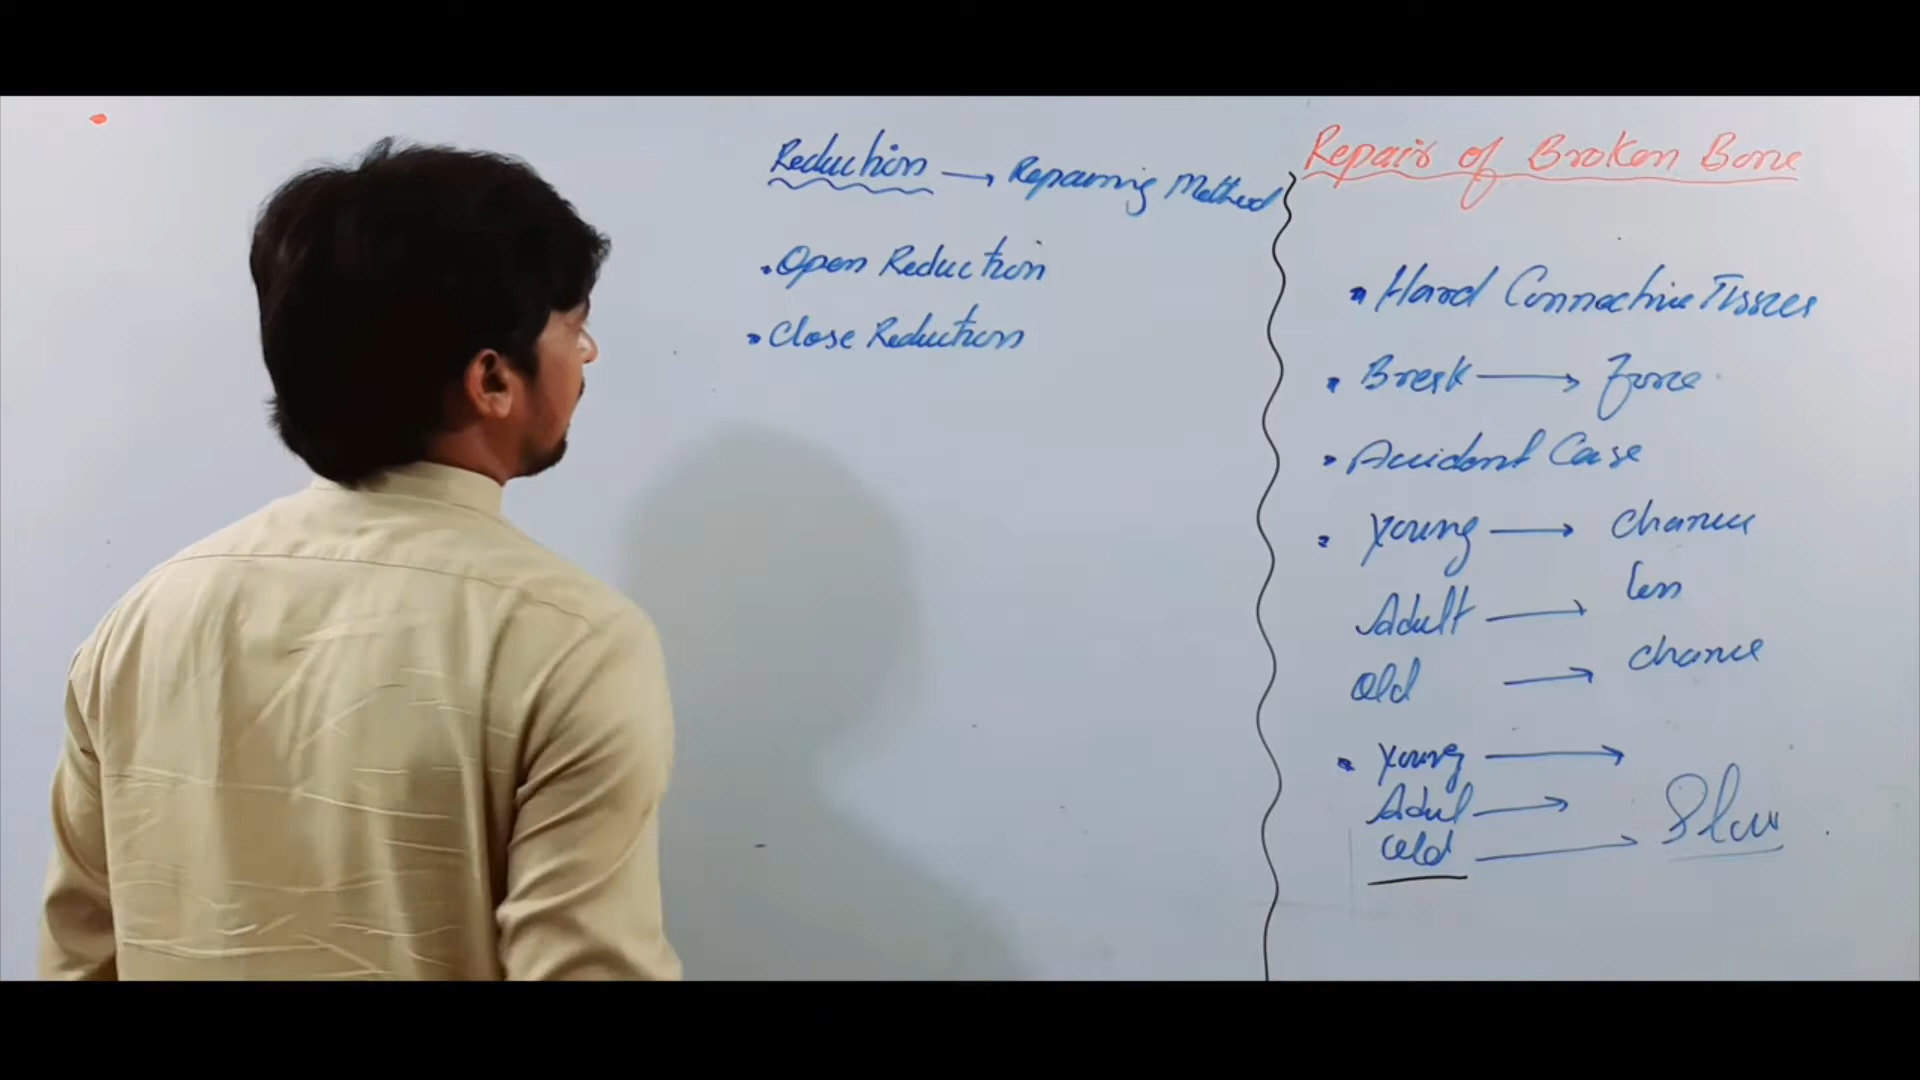 Repair of Broken Bone
• Hard Connective Tissues
• Break → Force
• Accident Case
• Young → Chance
Adult → less
Old → chance
• Young →
Adul →
Old → Slow
Reduction → Repairing Method
• Open Reduction
• Close Reduction